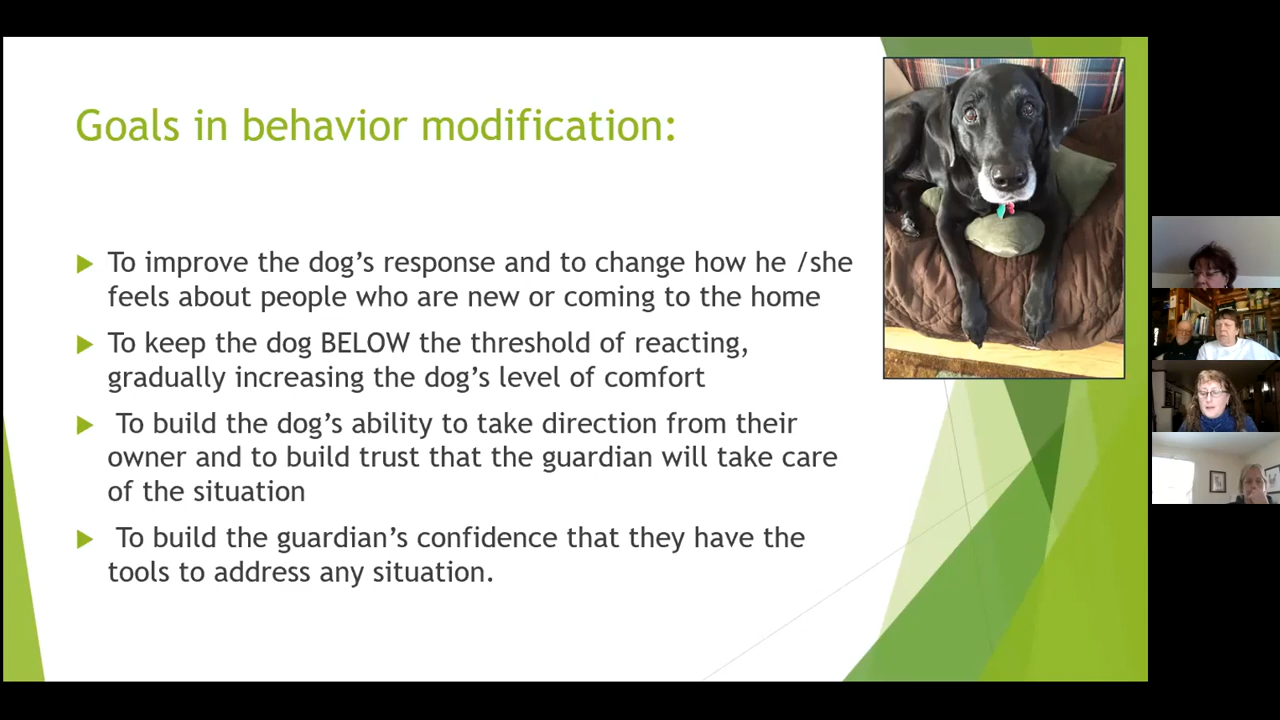 Goals in behavior modification:
To improve the dog's response and to change how he /she
feels about people who are new or coming to the home
To keep the dog BELOW the threshold of reacting,
gradually increasing the dog's level of comfort
To build the dog's ability to take direction from their
owner and to build trust that the guardian will take care
of the situation
To build the guardian's confidence that they have the
tools to address any situation.